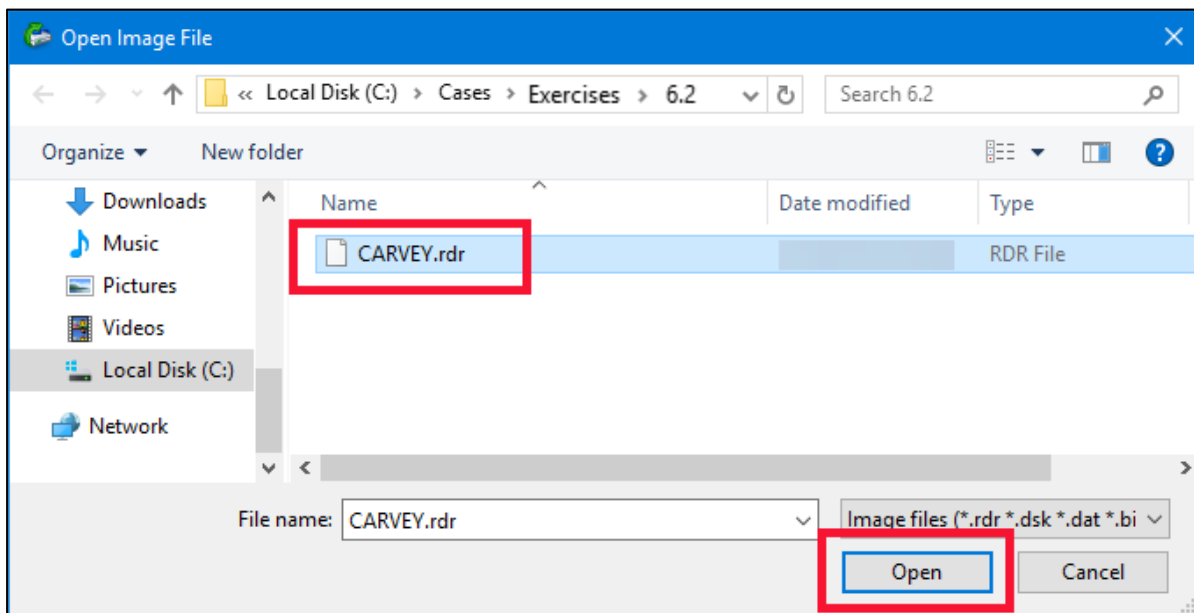 Open Image File
« Local Disk (C:) > Cases > Exercises > 6.2 Search 6.2
Organize New folder
Name Date modified Type
Downloads
CARVEY.rdr RDR File
Music
Pictures
Videos
Local Disk (C:)
Network
File name: CARVEY.rdr Image files (*.rdr *.dsk *.dat *.bi
Open Cancel